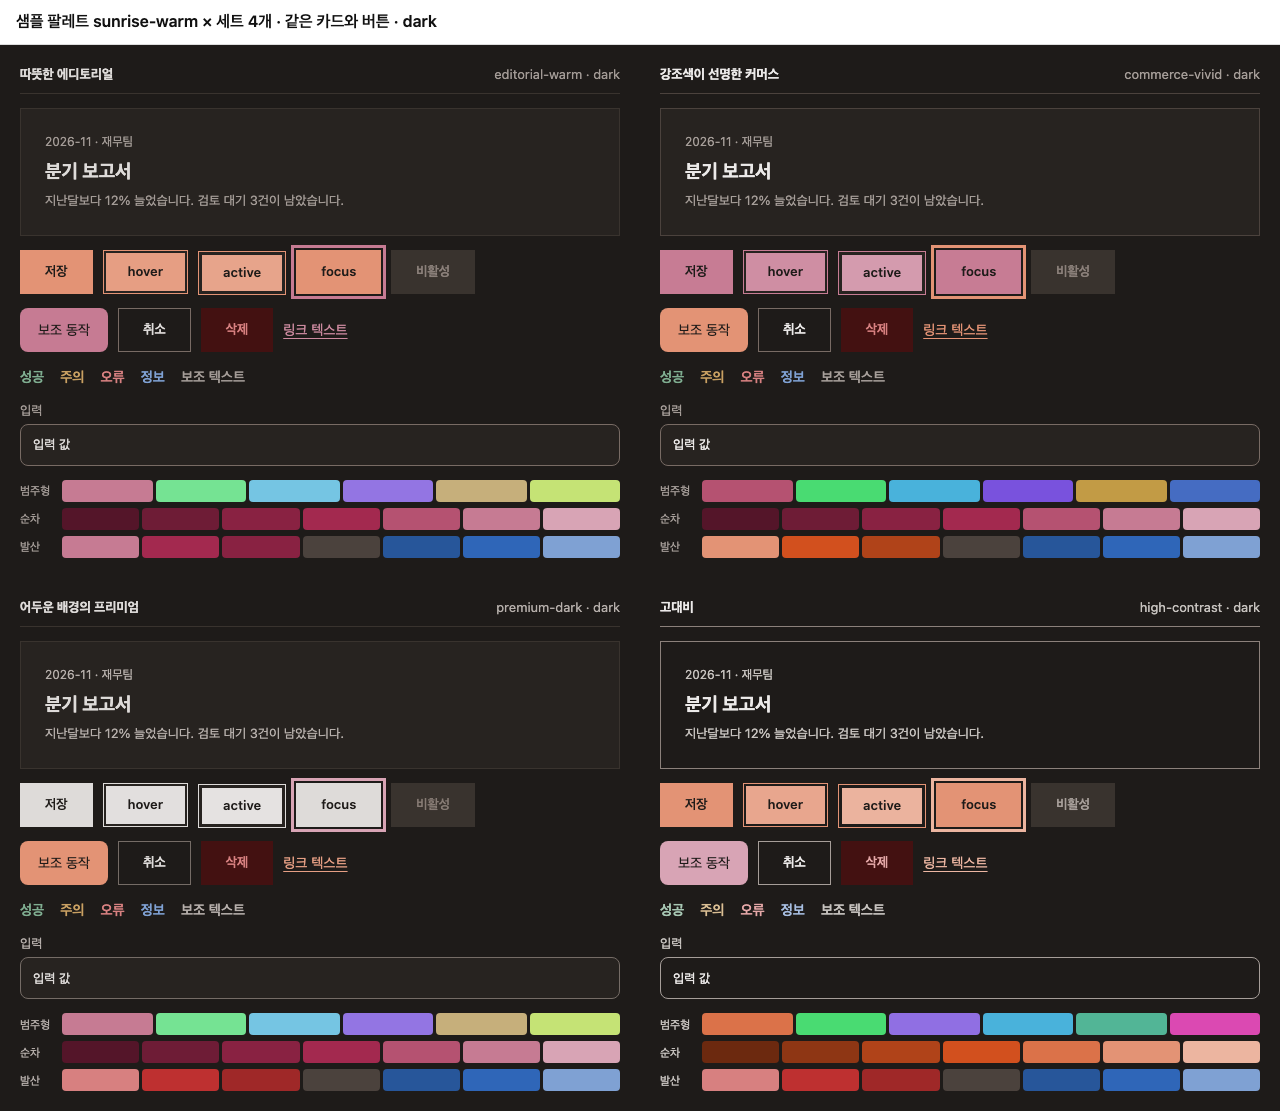 샘플 팔레트 sunrise-warm × 세트 4개 · 같은 카드와 버튼 · dark
따뜻한 에디토리얼 editorial-warm · dark
2026-11 · 재무팀
분기 보고서
지난달보다 12% 늘었습니다. 검토 대기 3건이 남았습니다.
저장 hover active focus 비활성
보조 동작 취소 삭제 링크 텍스트
성공 주의 오류 정보 보조 텍스트
입력
입력 값
범주형
순차
발산
강조색이 선명한 커머스 commerce-vivid · dark
2026-11 · 재무팀
분기 보고서
지난달보다 12% 늘었습니다. 검토 대기 3건이 남았습니다.
저장 hover active focus 비활성
보조 동작 취소 삭제 링크 텍스트
성공 주의 오류 정보 보조 텍스트
입력
입력 값
범주형
순차
발산
어두운 배경의 프리미엄 premium-dark · dark
2026-11 · 재무팀
분기 보고서
지난달보다 12% 늘었습니다. 검토 대기 3건이 남았습니다.
저장 hover active focus 비활성
보조 동작 취소 삭제 링크 텍스트
성공 주의 오류 정보 보조 텍스트
입력
입력 값
범주형
순차
발산
고대비 high-contrast · dark
2026-11 · 재무팀
분기 보고서
지난달보다 12% 늘었습니다. 검토 대기 3건이 남았습니다.
저장 hover active focus 비활성
보조 동작 취소 삭제 링크 텍스트
성공 주의 오류 정보 보조 텍스트
입력
입력 값
범주형
순차
발산